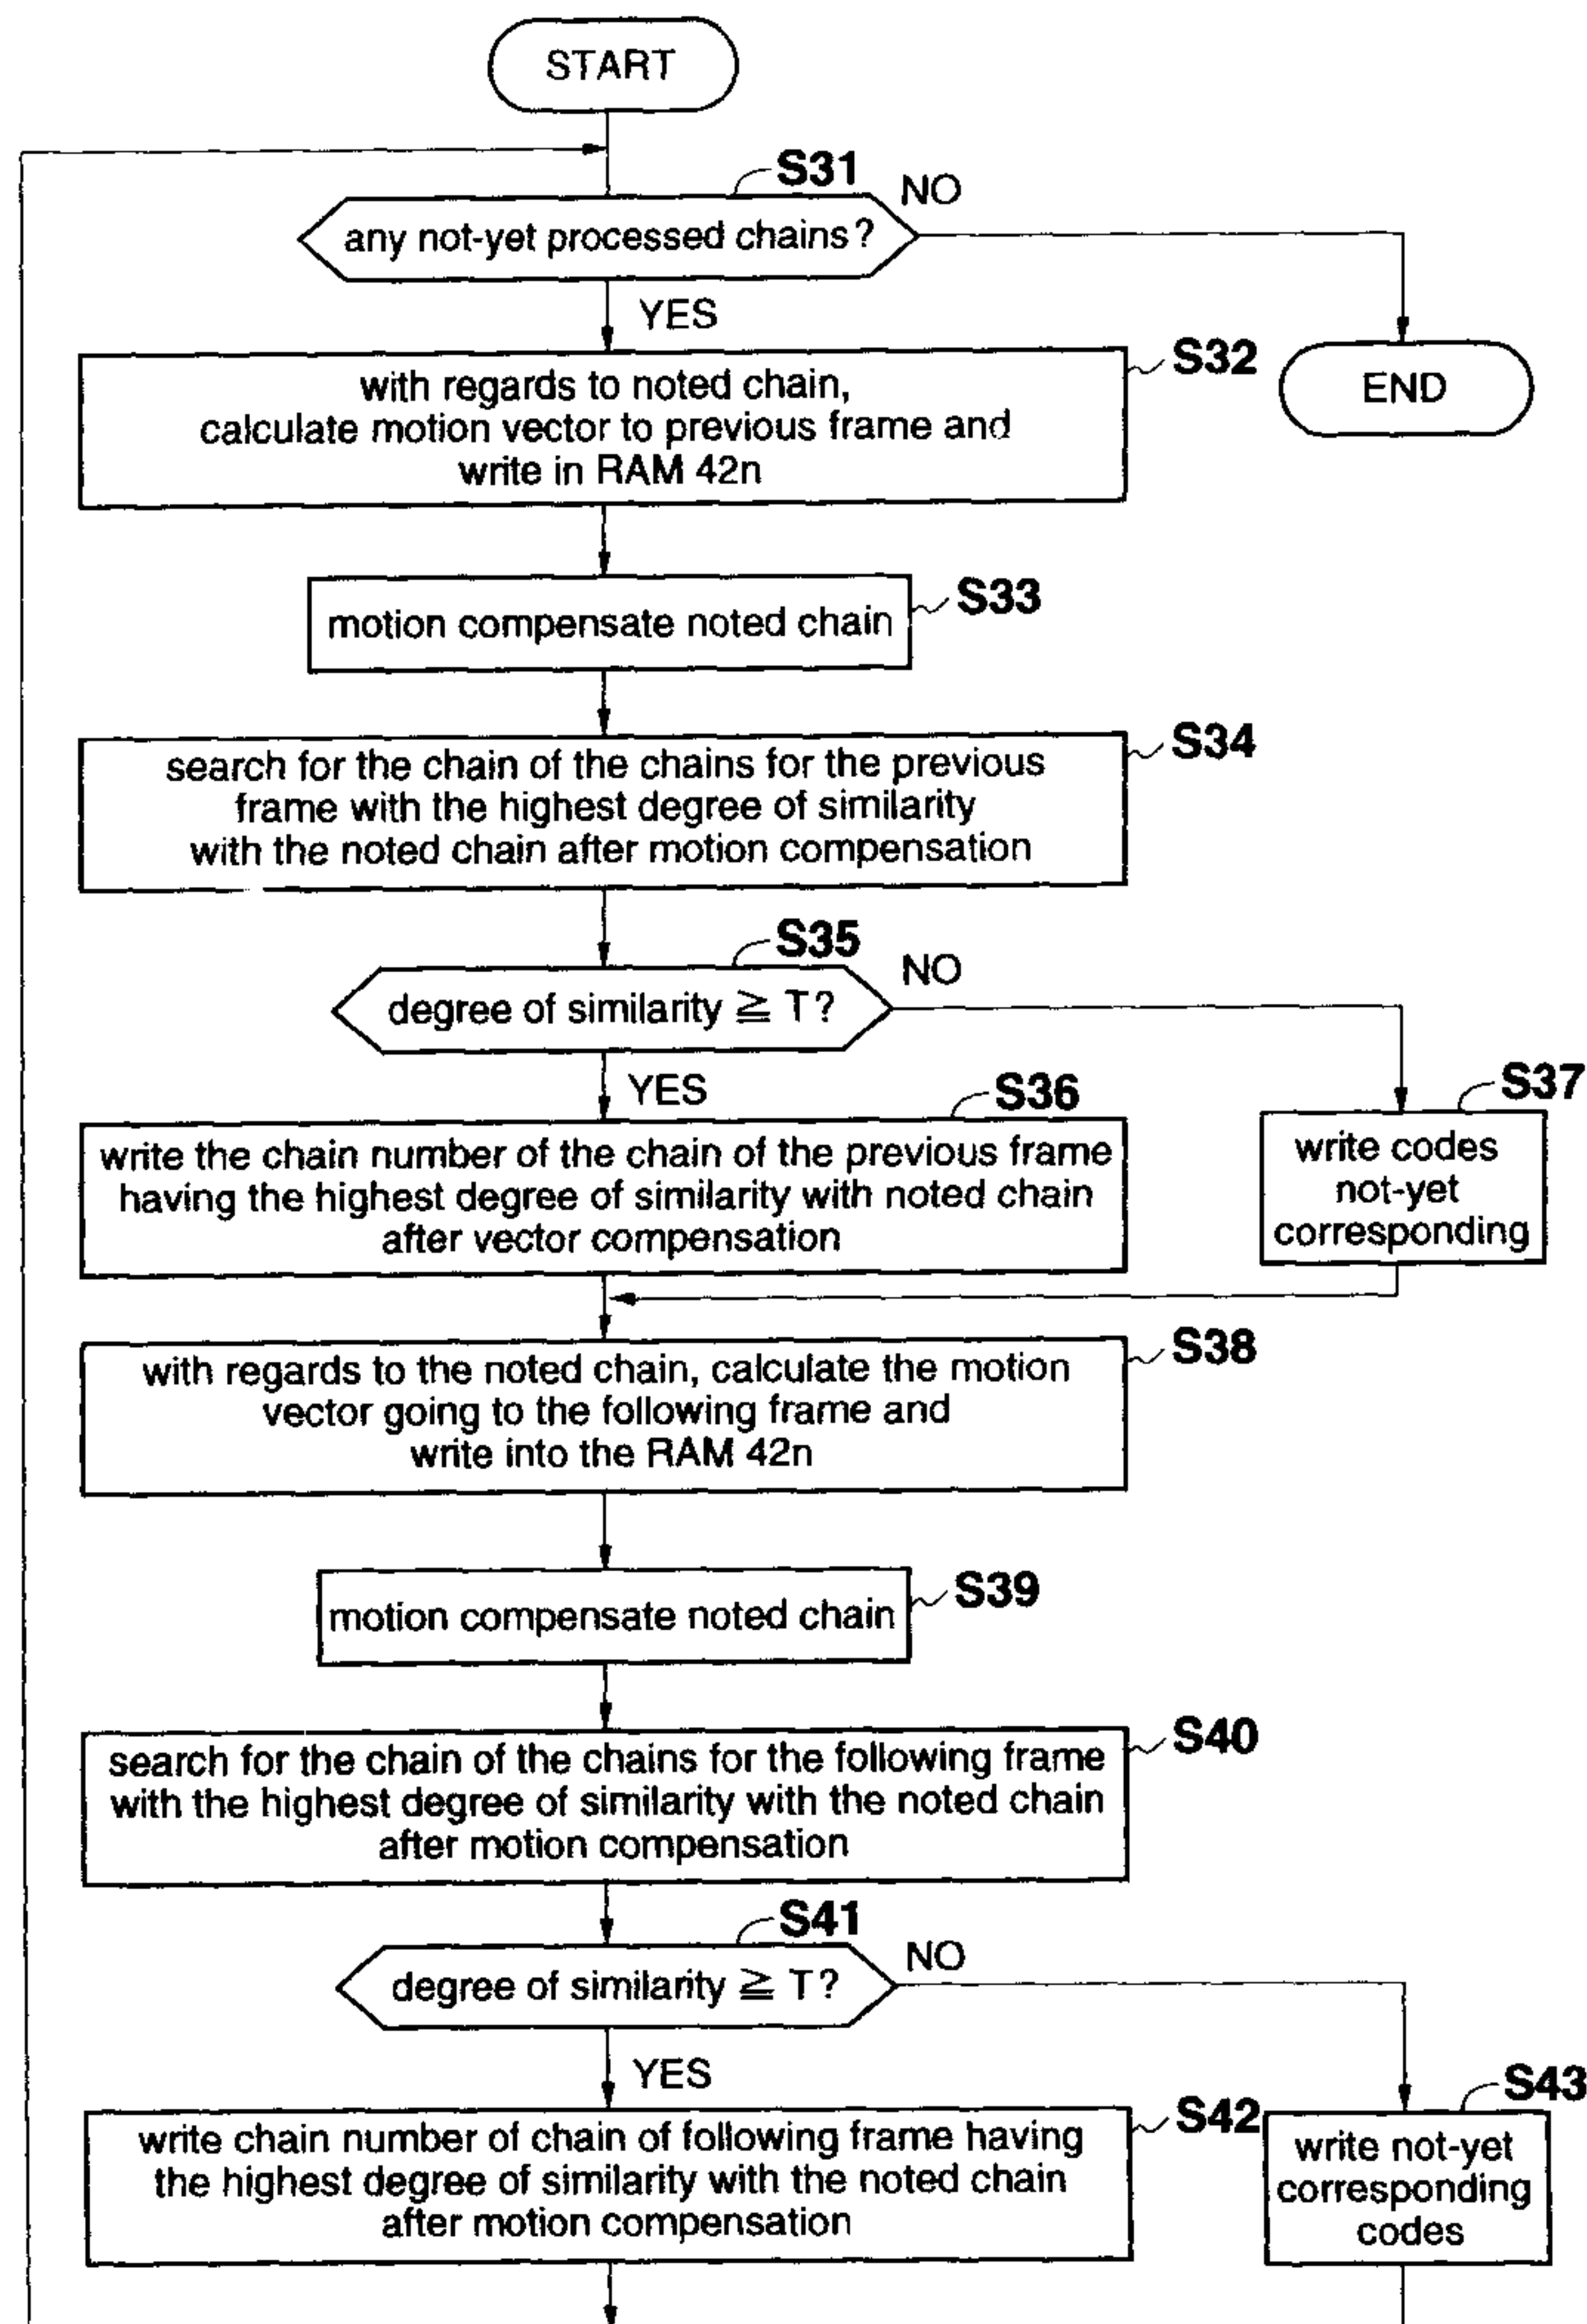 START
S31
NO
any not-yet processed chains?
YES
S32
with regards to noted chain,
calculate motion vector to previous frame and
write in RAM 42n
END
S33
motion compensate noted chain
S34
search for the chain of the chains for the previous
frame with the highest degree of similarity
with the noted chain after motion compensation
S35
NO
degree of similarity ≧ T?
YES
S36
S37
write the chain number of the chain of the previous frame
having the highest degree of similarity with noted chain
after vector compensation
write codes
not-yet
corresponding
S38
with regards to the noted chain, calculate the motion
vector going to the following frame and
write into the RAM 42n
S39
motion compensate noted chain
S40
search for the chain of the chains for the following frame
with the highest degree of similarity with the noted chain
after motion compensation
S41
NO
degree of similarity ≧ T?
YES
S42
S43
write chain number of chain of following frame having
the highest degree of similarity with the noted chain
after motion compensation
write not-yet
corresponding
codes